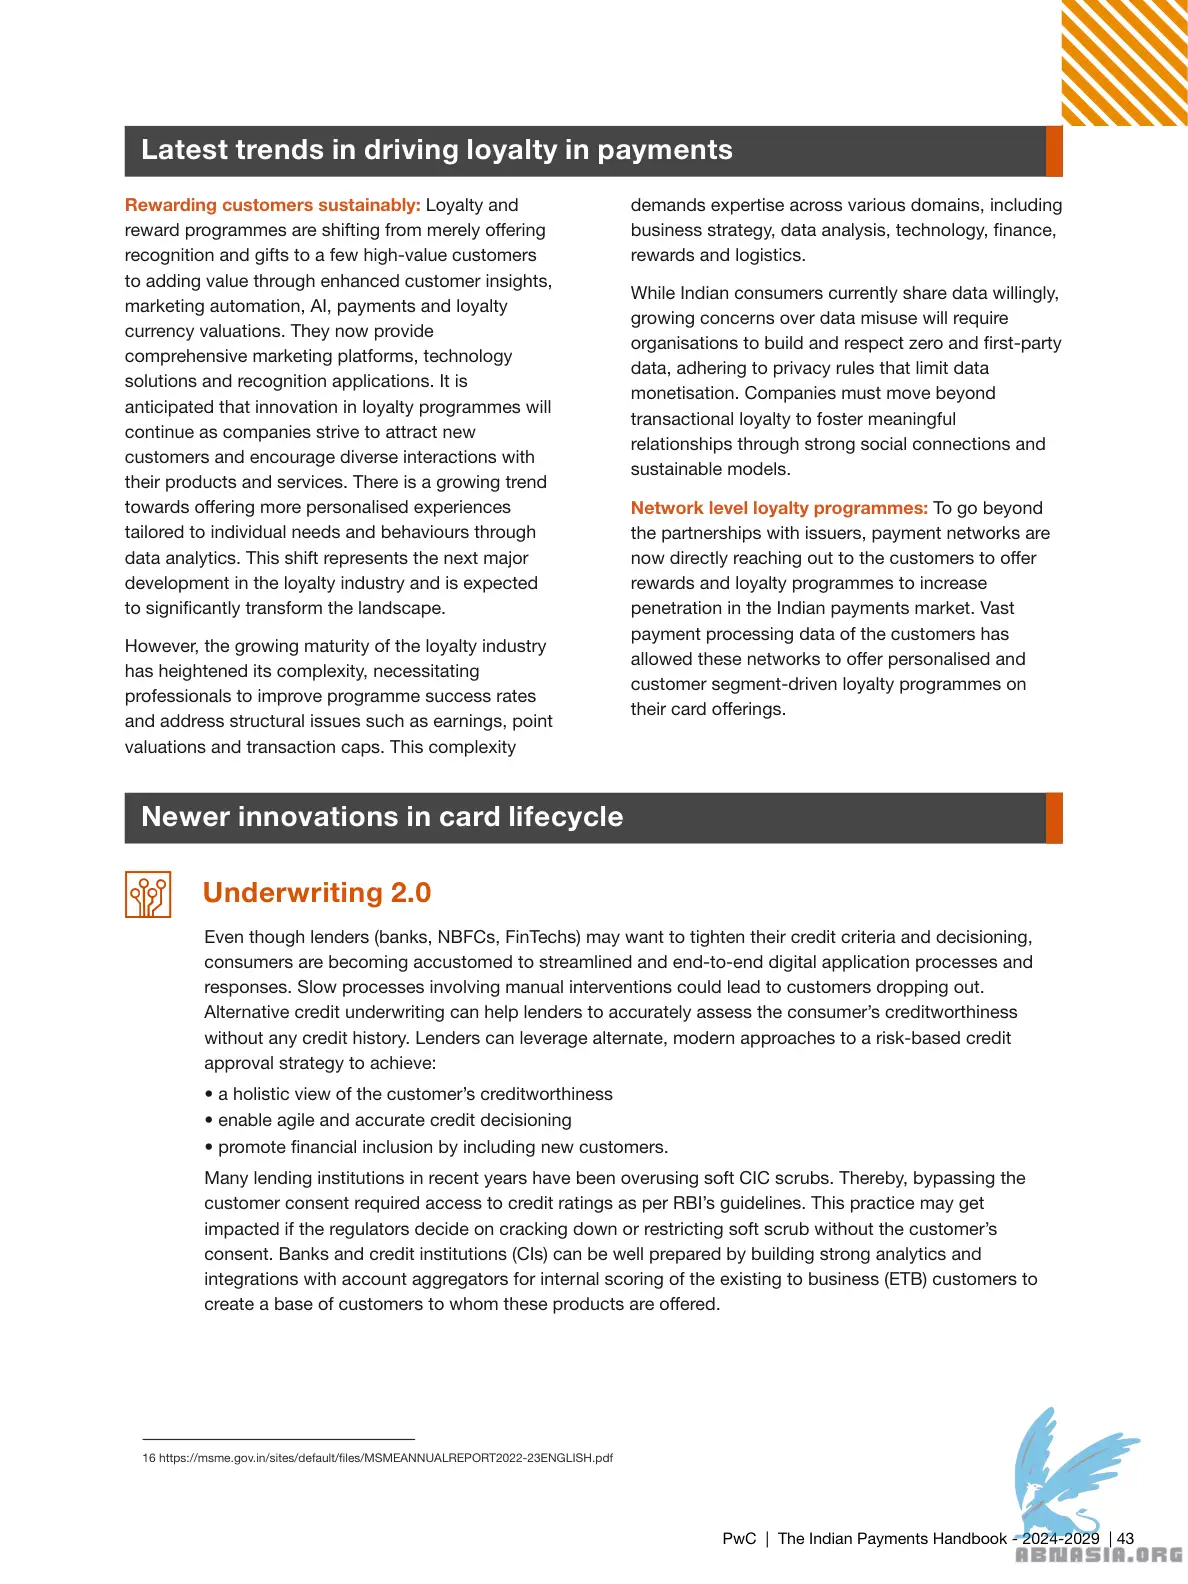 Latest trends in driving loyalty in payments
Rewarding customers sustainably: Loyalty and
reward programmes are shifting from merely offering
recognition and gifts to a few high-value customers
to adding value through enhanced customer insights,
marketing automation, AI, payments and loyalty
currency valuations. They now provide
comprehensive marketing platforms, technology
solutions and recognition applications. It is
anticipated that innovation in loyalty programmes will
continue as companies strive to attract new
customers and encourage diverse interactions with
their products and services. There is a growing trend
towards offering more personalised experiences
tailored to individual needs and behaviours through
data analytics. This shift represents the next major
development in the loyalty industry and is expected
to significantly transform the landscape.
However, the growing maturity of the loyalty industry
has heightened its complexity, necessitating
professionals to improve programme success rates
and address structural issues such as earnings, point
valuations and transaction caps. This complexity
demands expertise across various domains, including
business strategy, data analysis, technology, finance,
rewards and logistics.
While Indian consumers currently share data willingly,
growing concerns over data misuse will require
organisations to build and respect zero and first-party
data, adhering to privacy rules that limit data
monetisation. Companies must move beyond
transactional loyalty to foster meaningful
relationships through strong social connections and
sustainable models.
Network level loyalty programmes: To go beyond
the partnerships with issuers, payment networks are
now directly reaching out to the customers to offer
rewards and loyalty programmes to increase
penetration in the Indian payments market. Vast
payment processing data of the customers has
allowed these networks to offer personalised and
customer segment-driven loyalty programmes on
their card offerings.
Newer innovations in card lifecycle
Underwriting 2.0
Even though lenders (banks, NBFCs, FinTechs) may want to tighten their credit criteria and decisioning,
consumers are becoming accustomed to streamlined and end-to-end digital application processes and
responses. Slow processes involving manual interventions could lead to customers dropping out.
Alternative credit underwriting can help lenders to accurately assess the consumer’s creditworthiness
without any credit history. Lenders can leverage alternate, modern approaches to a risk-based credit
approval strategy to achieve:
• a holistic view of the customer’s creditworthiness
• enable agile and accurate credit decisioning
• promote financial inclusion by including new customers.
Many lending institutions in recent years have been overusing soft CIC scrubs. Thereby, bypassing the
customer consent required access to credit ratings as per RBI’s guidelines. This practice may get
impacted if the regulators decide on cracking down or restricting soft scrub without the customer’s
consent. Banks and credit institutions (CIs) can be well prepared by building strong analytics and
integrations with account aggregators for internal scoring of the existing to business (ETB) customers to
create a base of customers to whom these products are offered.
16 https://msme.gov.in/sites/default/files/MSMEANNUALREPORT2022-23ENGLISH.pdf
PwC | The Indian Payments Handbook - 2024-2029 | 43
ABMASIA.ORG